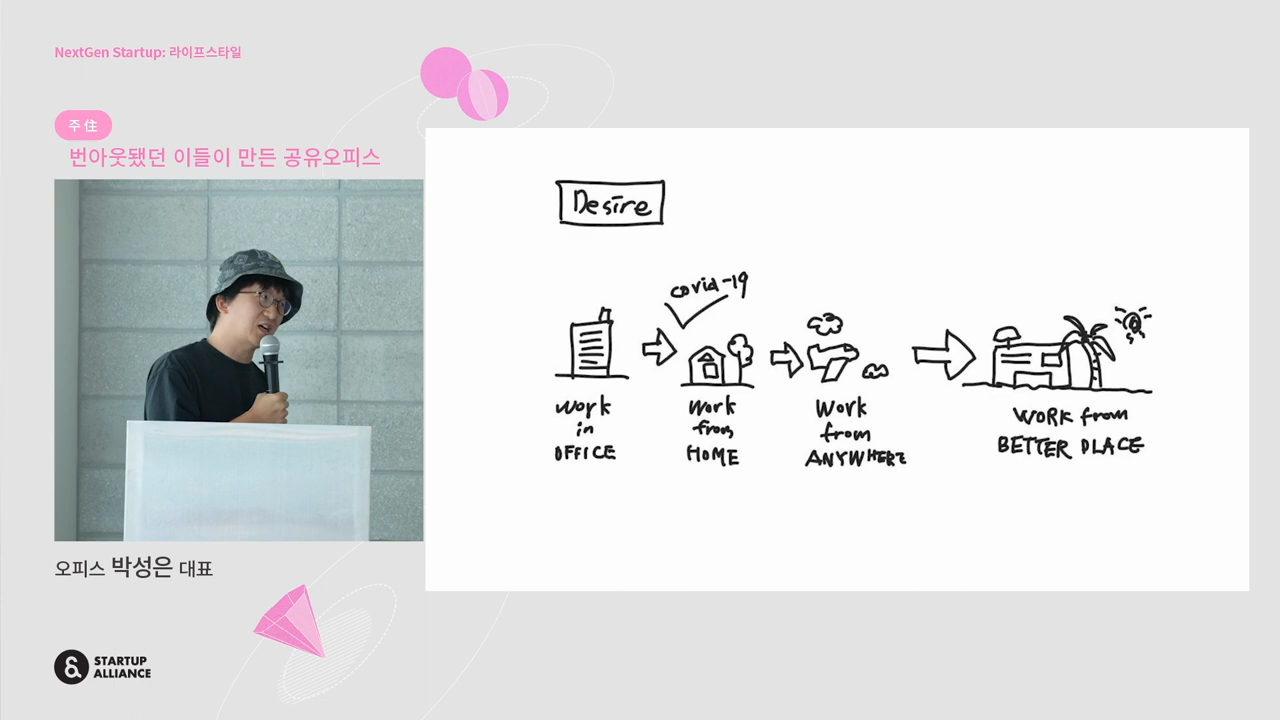 NextGen Startup: 라이프스타일
주 住
번아웃됐던 이들이 만든 공유오피스
Desire
covid-19
Work
in
OFFICE
Work
from
HOME
Work
from
ANYWHERE
WORK from
BETTER PLACE
오피스 박성은 대표
STARTUP
ALLIANCE